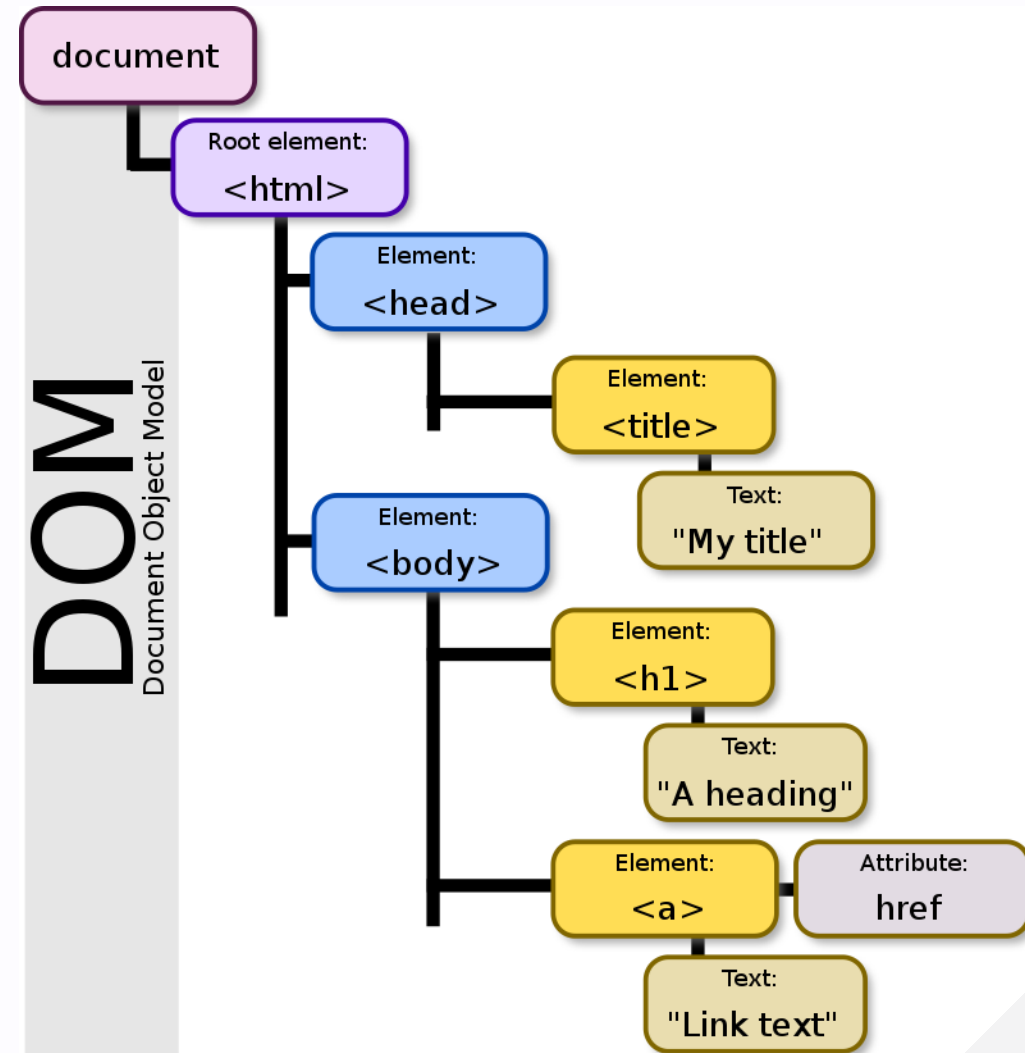 document
Root element:
<html>
Element:
<head>
Element:
<title>
Text:
"My title"
Element:
<body>
Element:
<h1>
Text:
"A heading"
Element:
<a>
Attribute:
href
Text:
"Link text"
DOM
Document Object Model